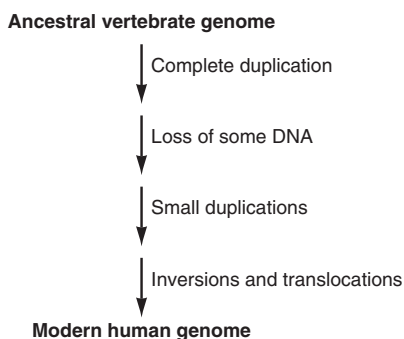 Ancestral vertebrate genome
Complete duplication
Loss of some DNA
Small duplications
Inversions and translocations
Modern human genome